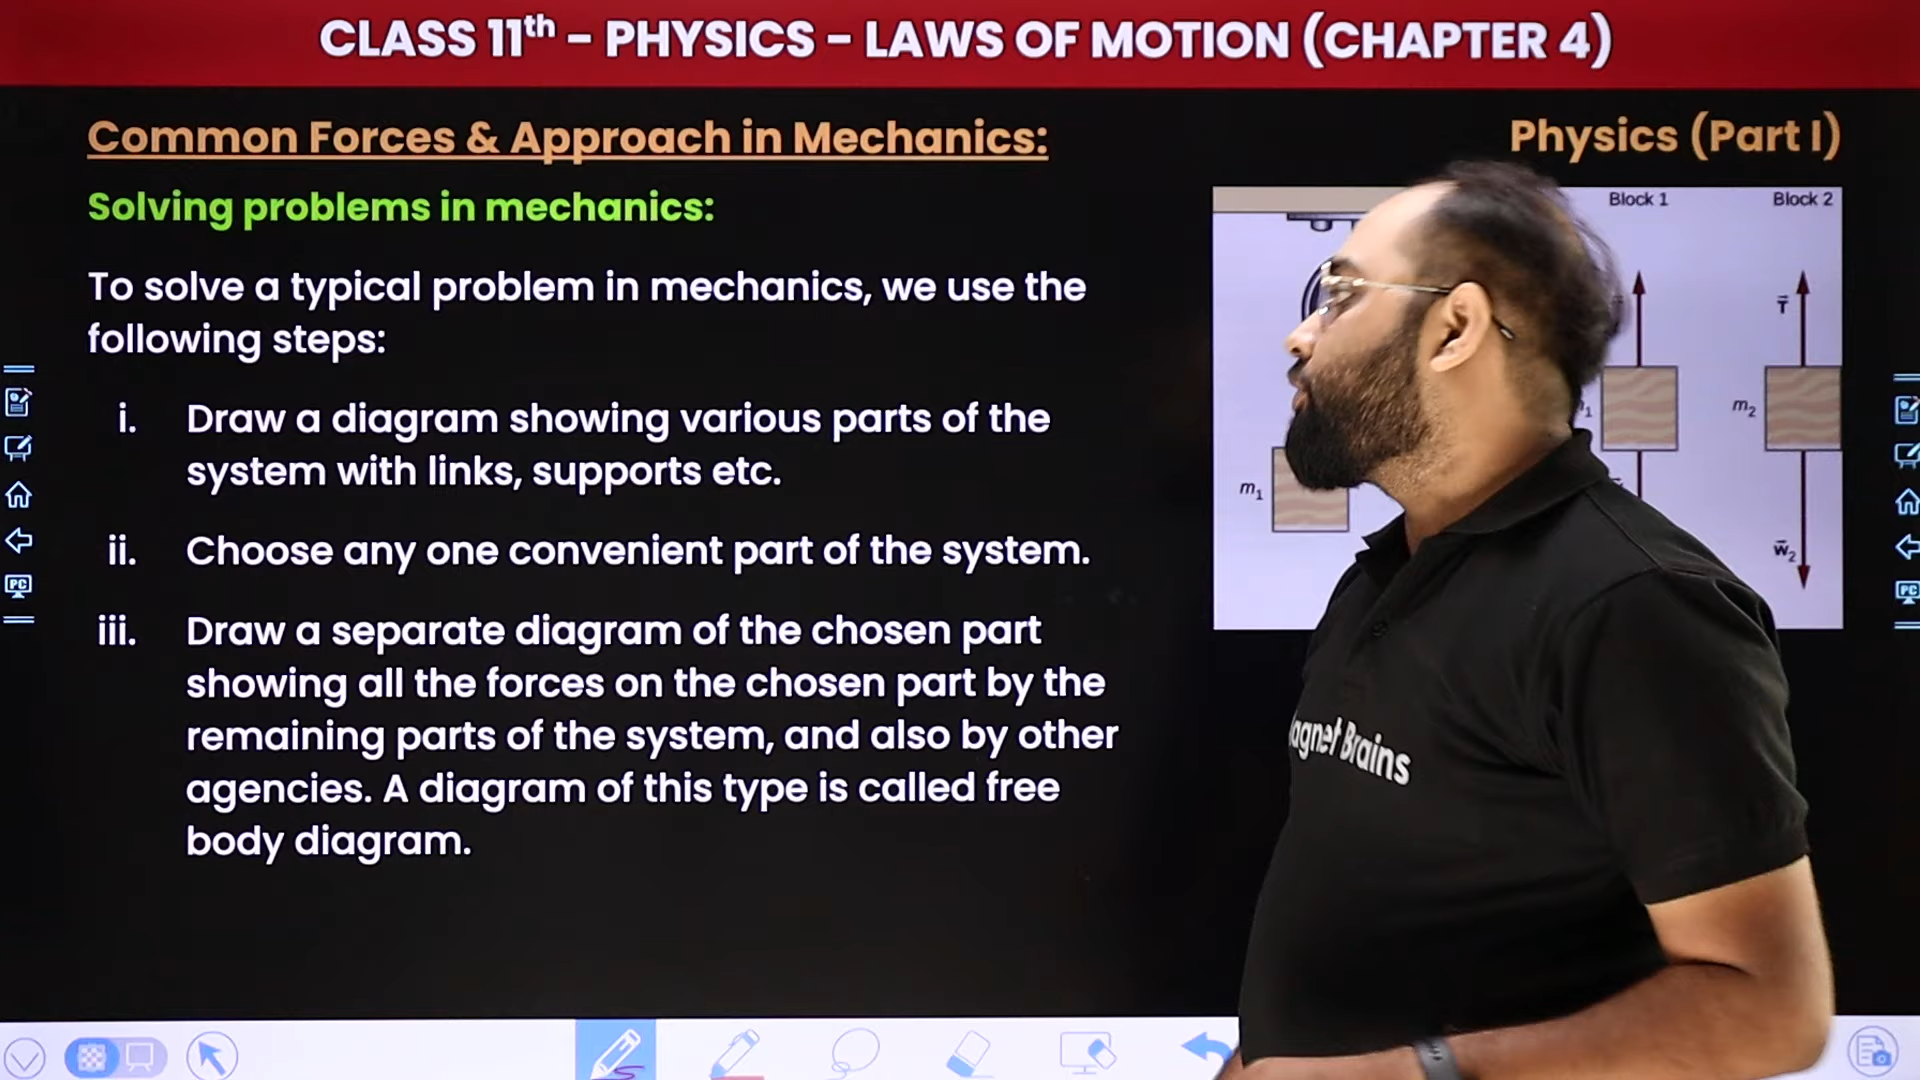 CLASS 11th - PHYSICS - LAWS OF MOTION (CHAPTER 4)
Common Forces & Approach in Mechanics:
Physics (Part I)
Solving problems in mechanics:
To solve a typical problem in mechanics, we use the
following steps:
i. Draw a diagram showing various parts of the
system with links, supports etc.
ii. Choose any one convenient part of the system.
iii. Draw a separate diagram of the chosen part
showing all the forces on the chosen part by the
remaining parts of the system, and also by other
agencies. A diagram of this type is called free
body diagram.
Block 1
Block 2
T
m₂
m₁
w₂
Brains
PC
PC